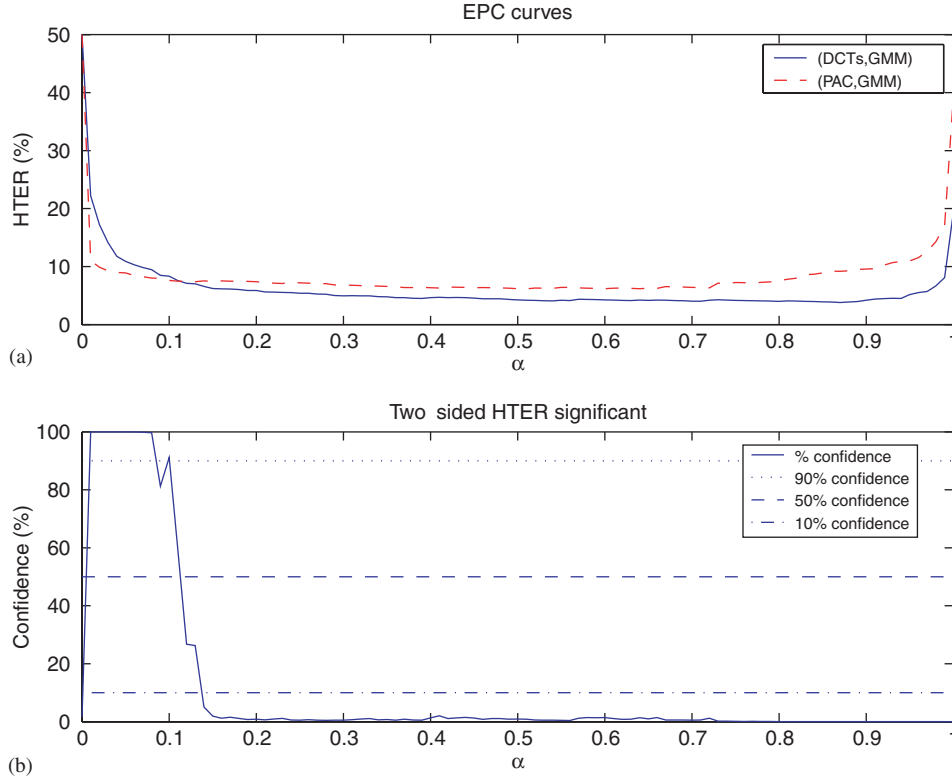 EPC curves
50
40
30
20
10
0
HTER (%)
(DCTs,GMM)
(PAC,GMM)
0
0.1
0.2
0.3
0.4
0.5
0.6
0.7
0.8
0.9
α
(a)
Two sided HTER significant
100
80
60
40
20
0
Confidence (%)
% confidence
90% confidence
50% confidence
10% confidence
0
0.1
0.2
0.3
0.4
0.5
0.6
0.7
0.8
0.9
α
(b)